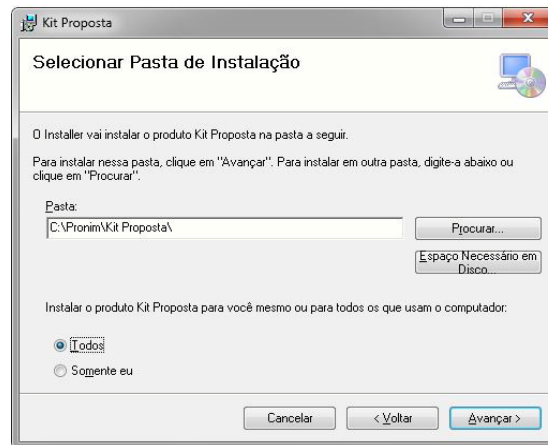 Kit Proposta
Selecionar Pasta de Instalação
O Installer vai instalar o produto Kit Proposta na pasta a seguir.
Para instalar nessa pasta, clique em "Avançar". Para instalar em outra pasta, digite-a abaixo ou
clique em "Procurar".
Pasta:
C:\Pronim\Kit Proposta\
Procurar...
Espaço Necessário em
Disco...
Instalar o produto Kit Proposta para você mesmo ou para todos os que usam o computador:
Todos
Somente eu
Cancelar
< Voltar
Avançar >